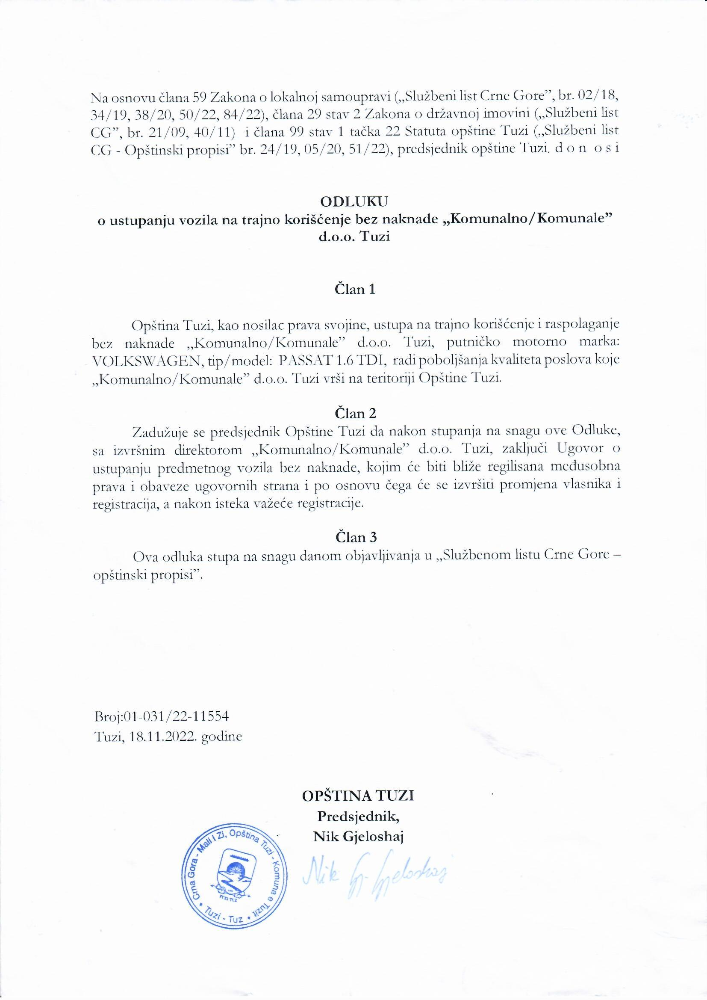 Na osnovu člana 59 Zakona o lokalnoj samoupravi („Službeni list Crne Gore”, br. 02/18,
34/19, 38/20, 50/22, 84/22), člana 29 stav 2 Zakona o državnoj imovini („Službeni list
CG”, br. 21/09, 40/11) i člana 99 stav 1 tačka 22 Statuta opštine Tuzi („Službeni list
CG - Opštinski propisi” br. 24/19, 05/20, 51/22), predsjednik opštine Tuzi, d o n o s i
ODLUKU
o ustupanju vozila na trajno korišćenje bez naknade „Komunalno/Komunale”
d.o.o. Tuzi
Član 1
Opština Tuzi, kao nosilac prava svojine, ustupa na trajno korišćenje i raspolaganje
bez naknade „Komunalno/Komunale” d.o.o. Tuzi, putničko motorno marka:
VOLKSWAGEN, tip/model: PASSAT 1.6 TDI, radi poboljšanja kvaliteta poslova koje
„Komunalno/Komunale” d.o.o. Tuzi vrši na teritoriji Opštine Tuzi.
Član 2
Zadužuje se predsjednik Opštine Tuzi da nakon stupanja na snagu ove Odluke,
sa izvršnim direktorom „Komunalno/Komunale” d.o.o. Tuzi, zaključi Ugovor o
ustupanju predmetnog vozila bez naknade, kojim će biti bliže regilisana međusobna
prava i obaveze ugovornih strana i po osnovu čega će se izvršiti promjena vlasnika i
registracija, a nakon isteka važeće registracije.
Član 3
Ova odluka stupa na snagu danom objavljivanja u „Službenom listu Crne Gore –
opštinski propisi”.
Broj:01-031/22-11554
Tuzi, 18.11.2022. godine
OPŠTINA TUZI
Predsjednik,
Nik Gjeloshaj
Nik Gj. Gjeloshaj
Crna Gora - Mali i Zi, Opština Tuzi - Komuna e Tuzit
Tuzi - Tuz